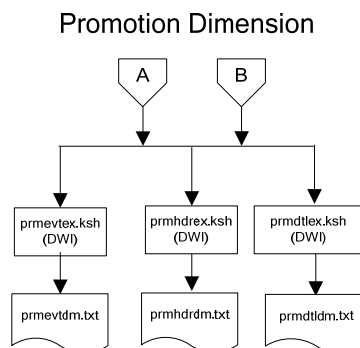 Promotion Dimension
A
B
prmevtex.ksh
(DWI)
prmhdrex.ksh
(DWI)
prmdtlex.ksh
(DWI)
prmevtdm.txt
prmhdrdm.txt
prmdtldm.txt